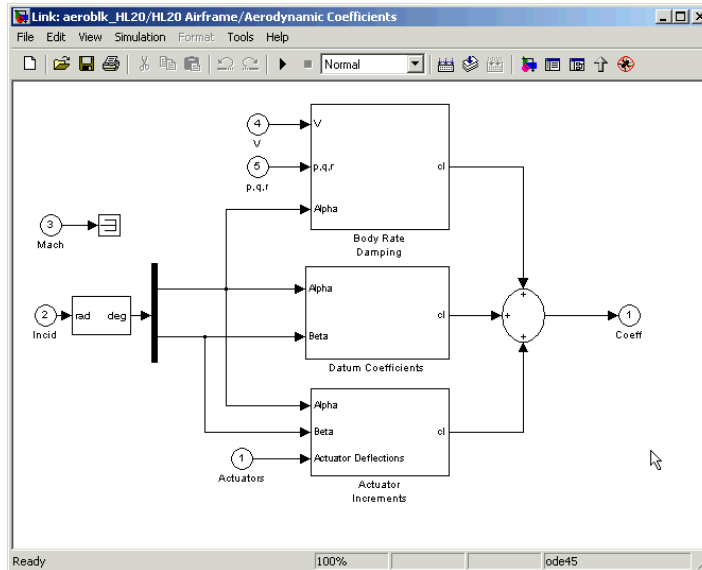 Link: aeroblk_HL20/HL20 Airframe/Aerodynamic Coefficients
File Edit View Simulation Format Tools Help
Normal
4
V
5
p,q,r
V
p,q,r
Alpha
cl
Body Rate
Damping
3
Mach
2
Incid
rad deg
Alpha
Beta
cl
Datum Coefficients
+
+
+
1
Coeff
Alpha
Beta
Actuator Deflections
cl
Actuator
Increments
1
Actuators
Ready 100% ode45